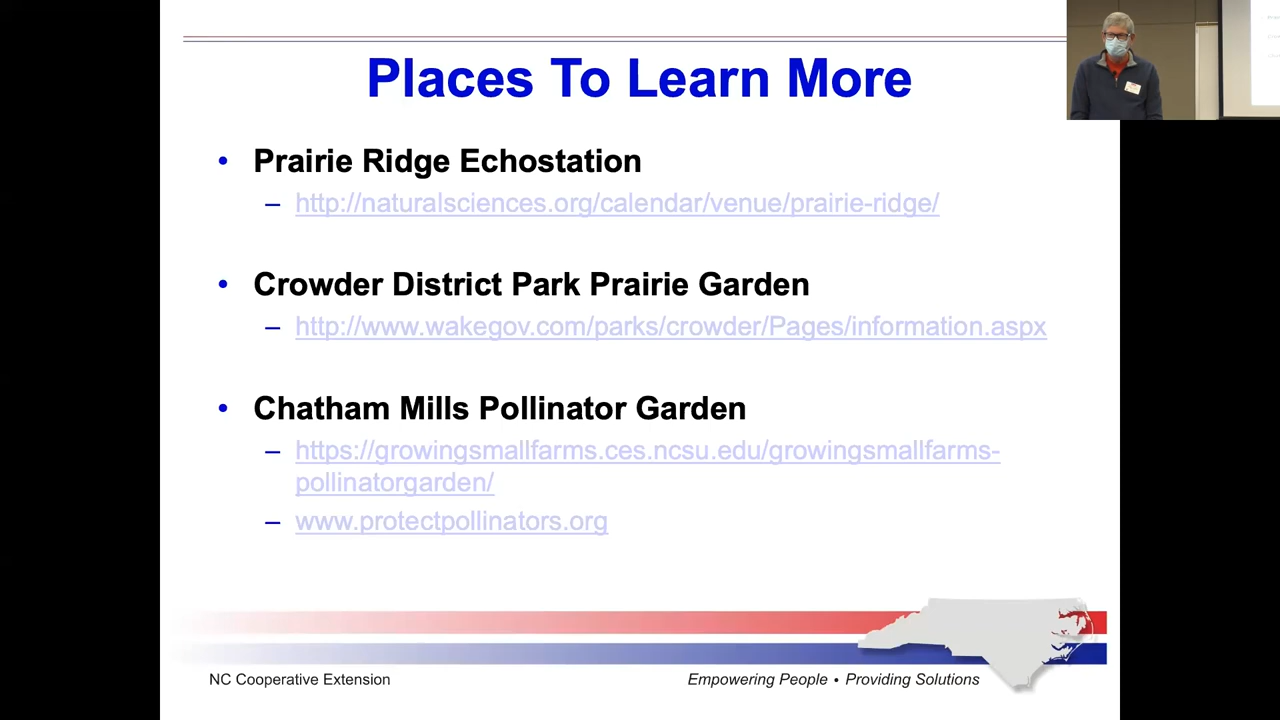 Places To Learn More
• Prairie Ridge Echostation
– http://naturalsciences.org/calendar/venue/prairie-ridge/
• Crowder District Park Prairie Garden
– http://www.wakegov.com/parks/crowder/Pages/information.aspx
• Chatham Mills Pollinator Garden
– https://growingsmallfarms.ces.ncsu.edu/growingsmallfarms-
pollinatorgarden/
– www.protectpollinators.org
NC Cooperative Extension
Empowering People • Providing Solutions